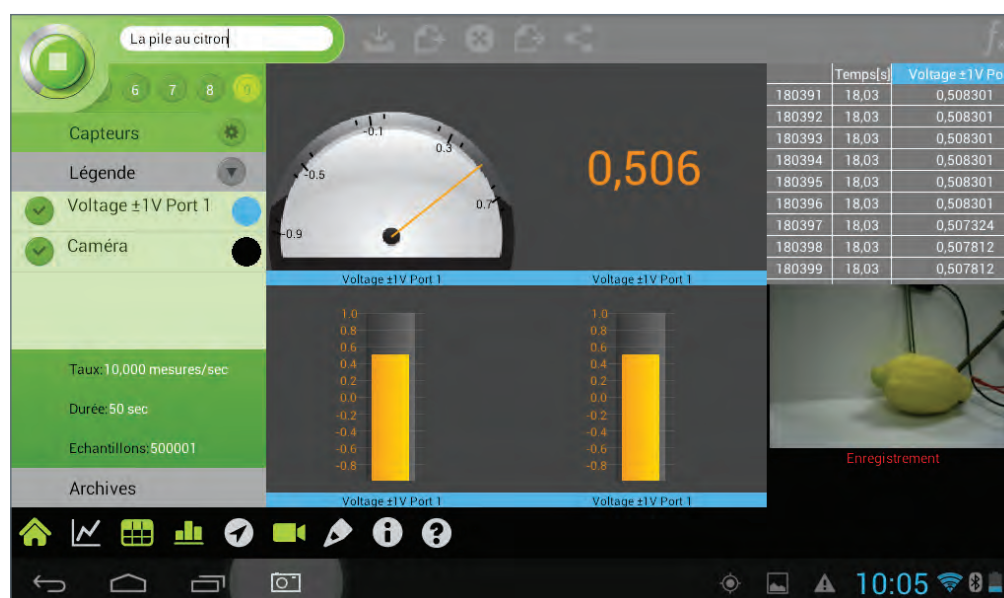 La pile au citron
6 7 8 9
Capteurs
Légende
Voltage ±1V Port 1
Caméra
Taux:10,000 mesures/sec
Durée:50 sec
Echantillons:500001
Archives
-0.9
-0.5
-0.1
0.3
0.7
Voltage ±1V Port 1
0,506
Voltage ±1V Port 1
1.0
0.8
0.6
0.4
0.2
0.0
-0.2
-0.4
-0.6
-0.8
Voltage ±1V Port 1
1.0
0.8
0.6
0.4
0.2
0.0
-0.2
-0.4
-0.6
-0.8
Voltage ±1V Port 1
Temps[s] Voltage ±1V Po
180391 18,03 0,508301
180392 18,03 0,508301
180393 18,03 0,508301
180394 18,03 0,508301
180395 18,03 0,508301
180396 18,03 0,508301
180397 18,03 0,507324
180398 18,03 0,507812
180399 18,03 0,507812
Enregistrement
10:05